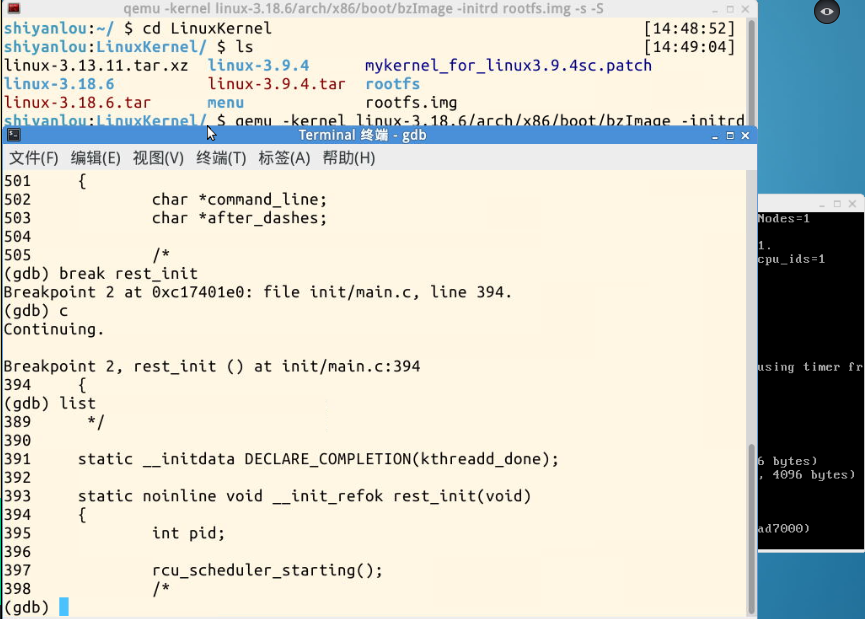 qemu -kernel linux-3.18.6/arch/x86/boot/bzImage -initrd rootfs.img -s -S
shiyanlou:~/ $ cd LinuxKernel [14:48:52]
shiyanlou:LinuxKernel/ $ ls [14:49:04]
linux-3.13.11.tar.xz linux-3.9.4 mykernel_for_linux3.9.4sc.patch
linux-3.18.6 linux-3.9.4.tar rootfs
linux-3.18.6.tar menu rootfs.img
shiyanlou:LinuxKernel/ $ qemu -kernel linux-3.18.6/arch/x86/boot/bzImage -initrd
Terminal 终端 - gdb
文件(F) 编辑(E) 视图(V) 终端(T) 标签(A) 帮助(H)
501 {
502 char *command_line;
503 char *after_dashes;
504
505 /*
(gdb) break rest_init
Breakpoint 2 at 0xc17401e0: file init/main.c, line 394.
(gdb) c
Continuing.
Breakpoint 2, rest_init () at init/main.c:394
394 {
(gdb) list
389 */
390
391 static __initdata DECLARE_COMPLETION(kthreadd_done);
392
393 static noinline void __init_refok rest_init(void)
394 {
395 int pid;
396
397 rcu_scheduler_starting();
398 /*
(gdb)
Nodes=1
1.
cpu_ids=1
using timer fr
6 bytes)
, 4096 bytes)
ad7000)